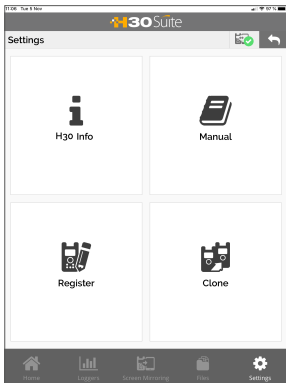 11:06 Tue 5 Nov 97%
H30 Suite
Settings
H30 Info
Manual
Register
Clone
Home
Loggers
Screen Mirroring
Files
Settings